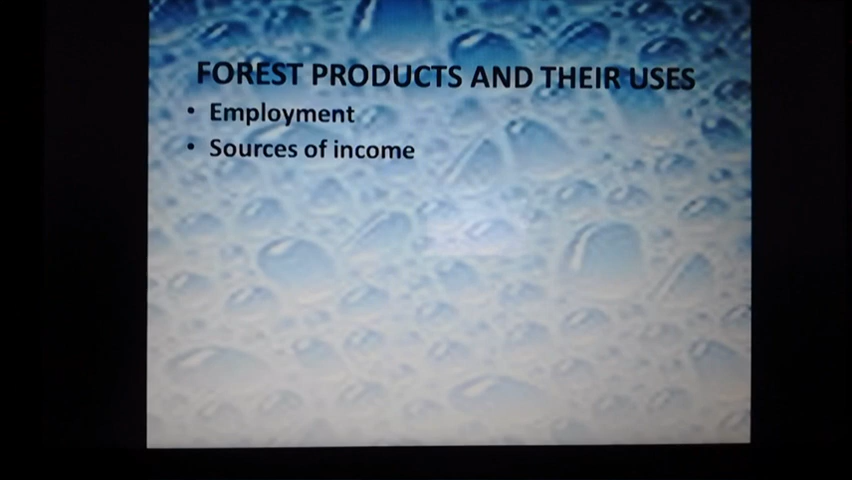 FOREST PRODUCTS AND THEIR USES
• Employment
• Sources of income